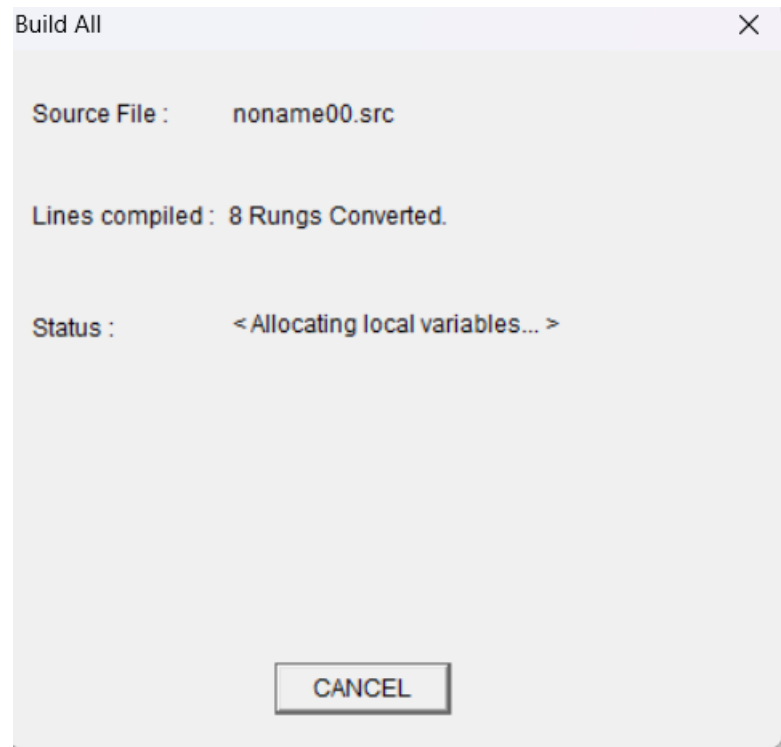 Build All
Source File : noname00.src
Lines compiled : 8 Rungs Converted.
Status : < Allocating local variables... >
CANCEL